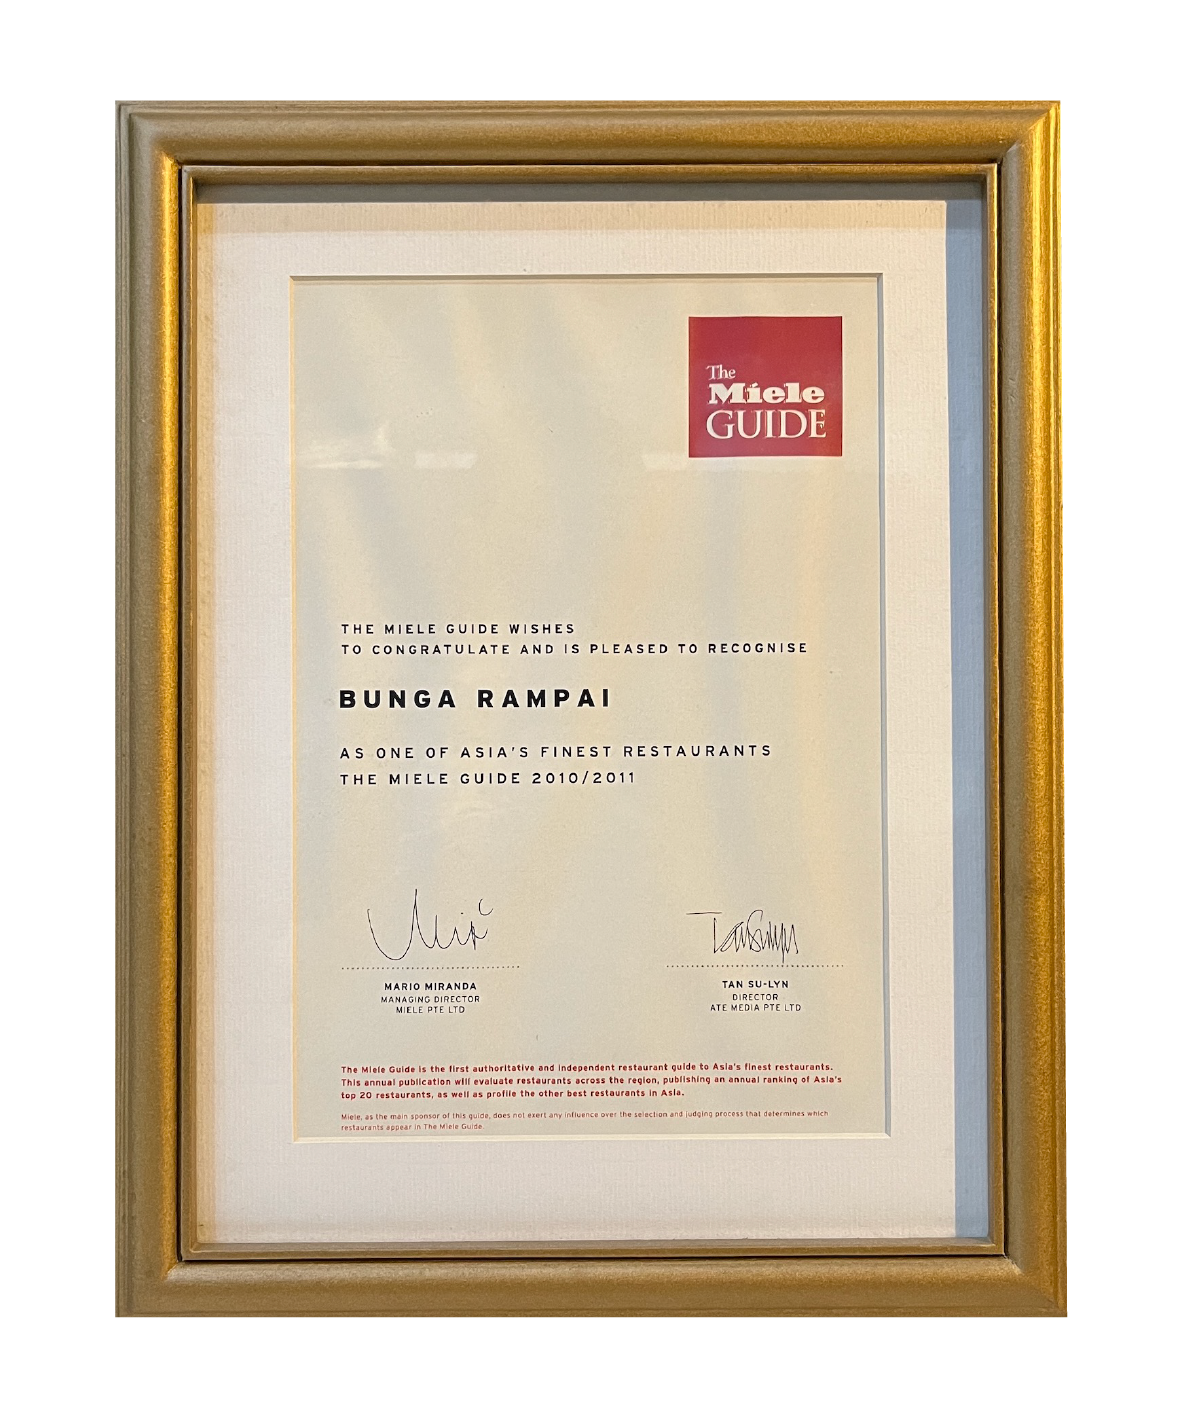 The
Miele
GUIDE
THE MIELE GUIDE WISHES
TO CONGRATULATE AND IS PLEASED TO RECOGNISE
BUNGA RAMPAI
AS ONE OF ASIA'S FINEST RESTAURANTS
THE MIELE GUIDE 2010/2011
MARIO MIRANDA
MANAGING DIRECTOR
MIELE PTE LTD
TAN SU-LYN
DIRECTOR
ATE MEDIA PTE LTD
The Miele Guide is the first authoritative and independent restaurant guide to Asia's finest restaurants.
This annual publication will evaluate restaurants across the region, publishing an annual ranking of Asia's
top 20 restaurants, as well as profile the other best restaurants in Asia.
Miele, as the main sponsor of this guide, does not exert any influence over the selection and judging process that determines which
restaurants appear in The Miele Guide.